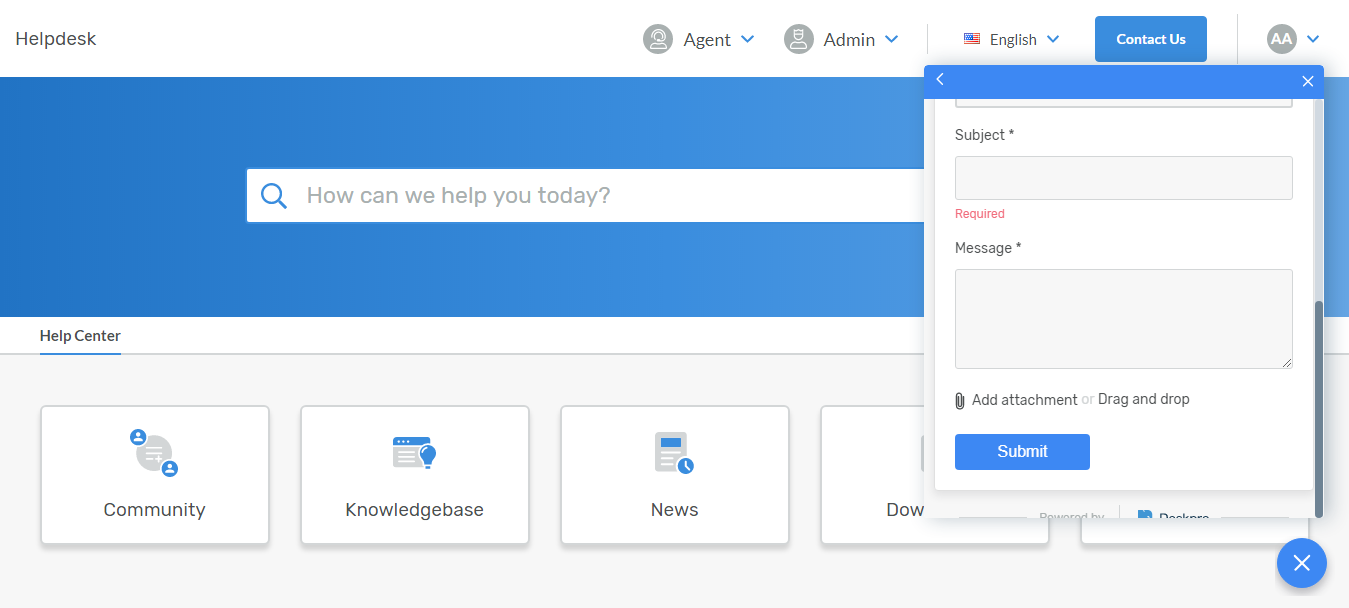 Helpdesk
Agent
Admin
English
Contact Us
AA
How can we help you today?
Subject *
Required
Message *
Add attachment or Drag and drop
Submit
Powered by
Deskpro
Help Center
Community
Knowledgebase
News
Dow